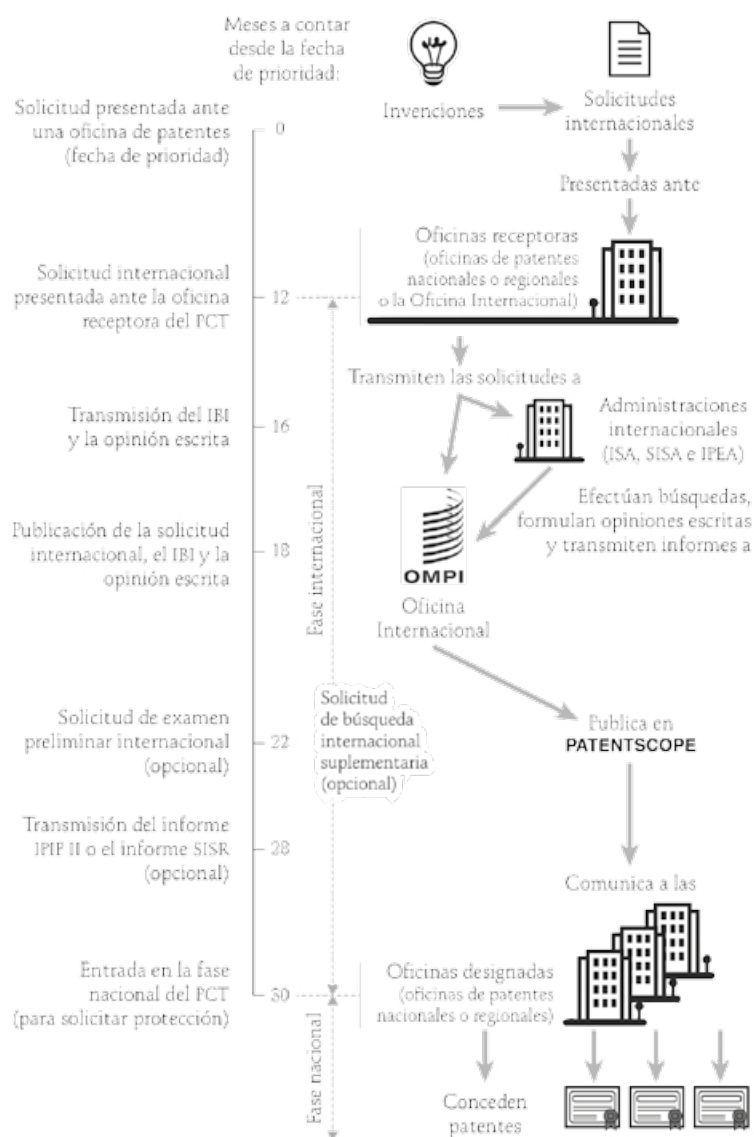 Meses a contar
desde la fecha
de prioridad:
Invenciones
Solicitudes
internacionales
Solicitud presentada ante
una oficina de patentes
(fecha de prioridad)
0
Presentadas ante
Oficinas receptoras
(oficinas de patentes
nacionales o regionales
o la Oficina Internacional)
Solicitud internacional
presentada ante la oficina
receptora del PCT
12
Transmiten las solicitudes a
Transmisión del IBI
y la opinión escrita
16
Administraciones
internacionales
(ISA, SISA e IPEA)
Efectúan búsquedas,
formulan opiniones escritas
y transmiten informes a
Publicación de la solicitud
internacional, el IBI y la
opinión escrita
18
Fase internacional
OMPI
Oficina
Internacional
Solicitud
de búsqueda
internacional
suplementaria
(opcional)
Solicitud de examen
preliminar internacional
(opcional)
22
Publica en
PATENTSCOPE
Transmisión del informe
II o el informe SISR
(opcional)
28
Comunica a las
Entrada en la fase
nacional del PCT
(para solicitar protección)
30
Oficinas designadas
(oficinas de patentes
nacionales o regionales)
Fase nacional
Conceden
patentes